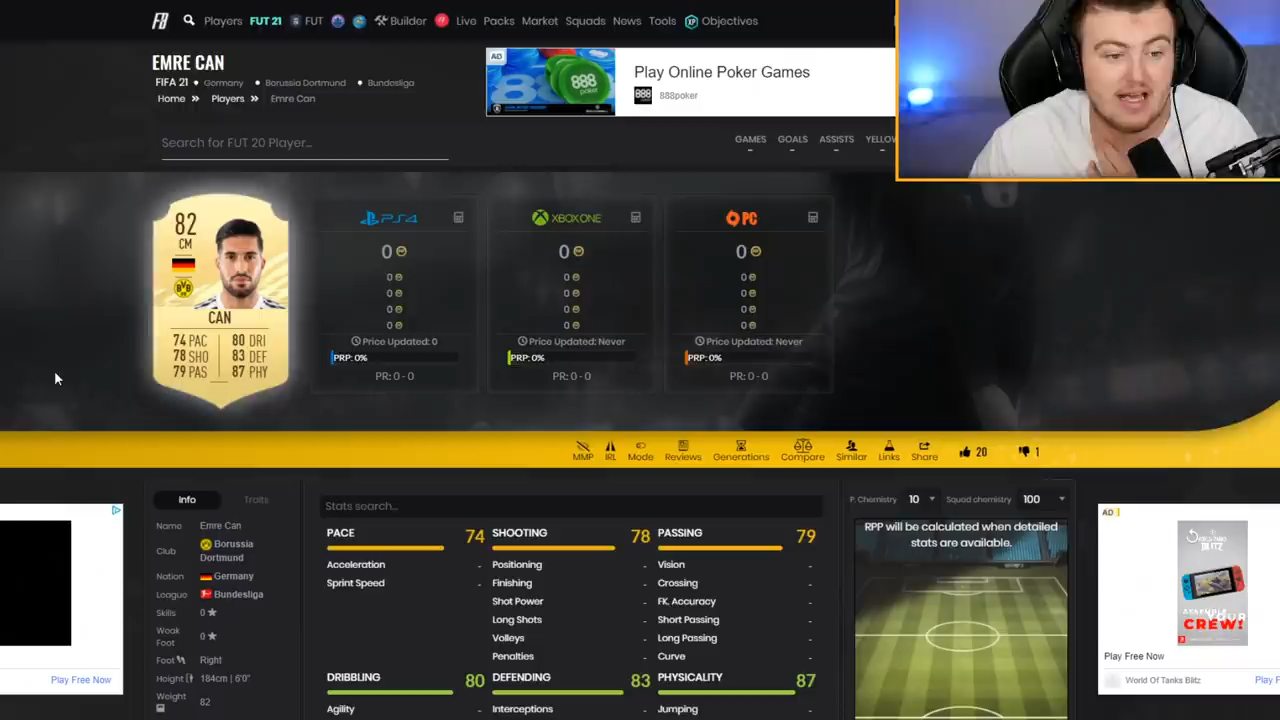 FB Players FUT 21 FUT Builder Live Packs Market Squads News Tools XP Objectives
EMRE CAN
FIFA 21 Germany Borussia Dortmund Bundesliga
Home » Players » Emre Can
AD
Play Online Poker Games
888 888poker
Search for FUT 20 Player...
GAMES GOALS ASSISTS YELLOW
- - -
82
CM
CAN
74 PAC 80 DRI
78 SHO 83 DEF
79 PAS 87 PHY
PS4
0
0
0
0
0
Price Updated: 0
PRP: 0%
PR: 0 - 0
XBOX ONE
0
0
0
0
0
Price Updated: Never
PRP: 0%
PR: 0 - 0
PC
0
0
0
0
0
Price Updated: Never
PRP: 0%
PR: 0 - 0
MMP IRL Mode Reviews Generations Compare Similar Links Share 20 1
Play Free Now
Info Traits
Name Emre Can
Club Borussia
Dortmund
Nation Germany
League Bundesliga
Skills 0
Weak
Foot 0
Foot Right
Height 184cm | 6'0"
Weight 82
Stats search...
PACE 74
Acceleration -
Sprint Speed -
SHOOTING 78
Positioning -
Finishing -
Shot Power -
Long Shots -
Volleys -
Penalties -
PASSING 79
Vision -
Crossing -
FK. Accuracy -
Short Passing -
Long Passing -
Curve -
DRIBBLING 80
Agility -
DEFENDING 83
Interceptions -
PHYSICALITY 87
Jumping -
P. Chemistry 10 Squad chemistry 100
RPP will be calculated when detailed
stats are available.
AD
BLITZ
ASSEMBLE
YOUR
CREW!
Play Free Now
World Of Tanks Blitz Play F